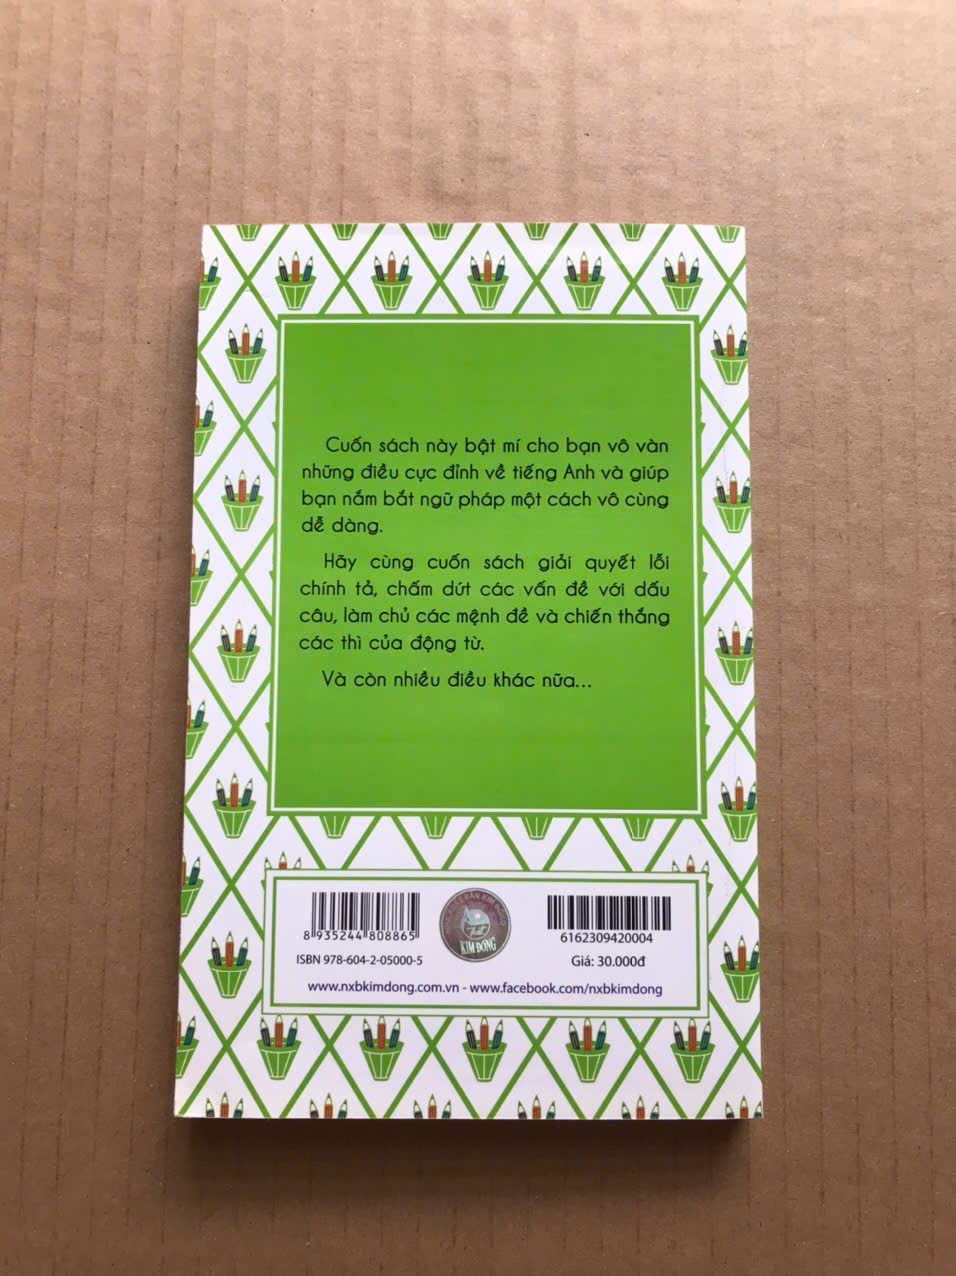 Cuốn sách này bật mí cho bạn vô vàn
những điều cực đỉnh về tiếng Anh và giúp
bạn nắm bắt ngữ pháp một cách vô cùng
dễ dàng.
Hãy cùng cuốn sách giải quyết lỗi
chính tả, chấm dứt các vấn đề với dấu
câu, làm chủ các mệnh đề và chiến thắng
các thì của động từ.
Và còn nhiều điều khác nữa...
8 935244 808865
ISBN 978-604-2-05000-5
KIM ĐỒNG
6162309420004
Giá: 30.000đ
www.nxbkimdong.com.vn - www.facebook.com/nxbkimdong